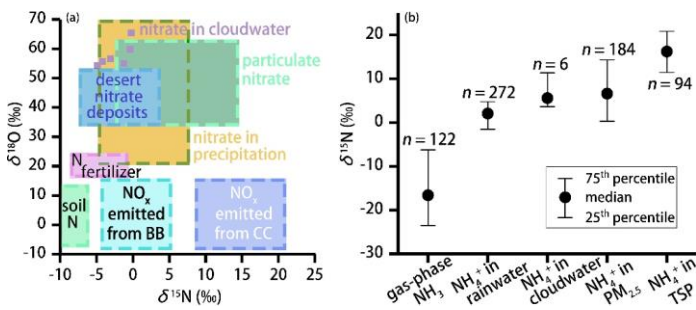 (a)
nitrate in cloudwater
particulate
nitrate
desert
nitrate
deposits
nitrate in
precipitation
N
fertilizer
soil
N
NOx
emitted
from BB
NOx
emitted
from CC
70
60
50
40
30
20
10
0
-10
δ18O (‰)
-10 -5 0 5 10 15 20 25
δ15N (‰)
(b)
n = 122
n = 272
n = 6
n = 184
n = 94
75th percentile
median
25th percentile
30
20
10
0
-10
-20
-30
δ15N (‰)
gas-phase
NH3
NH4+ in
rainwater
NH4+ in
cloudwater
NH4+ in
PM2.5
NH4+ in
TSP